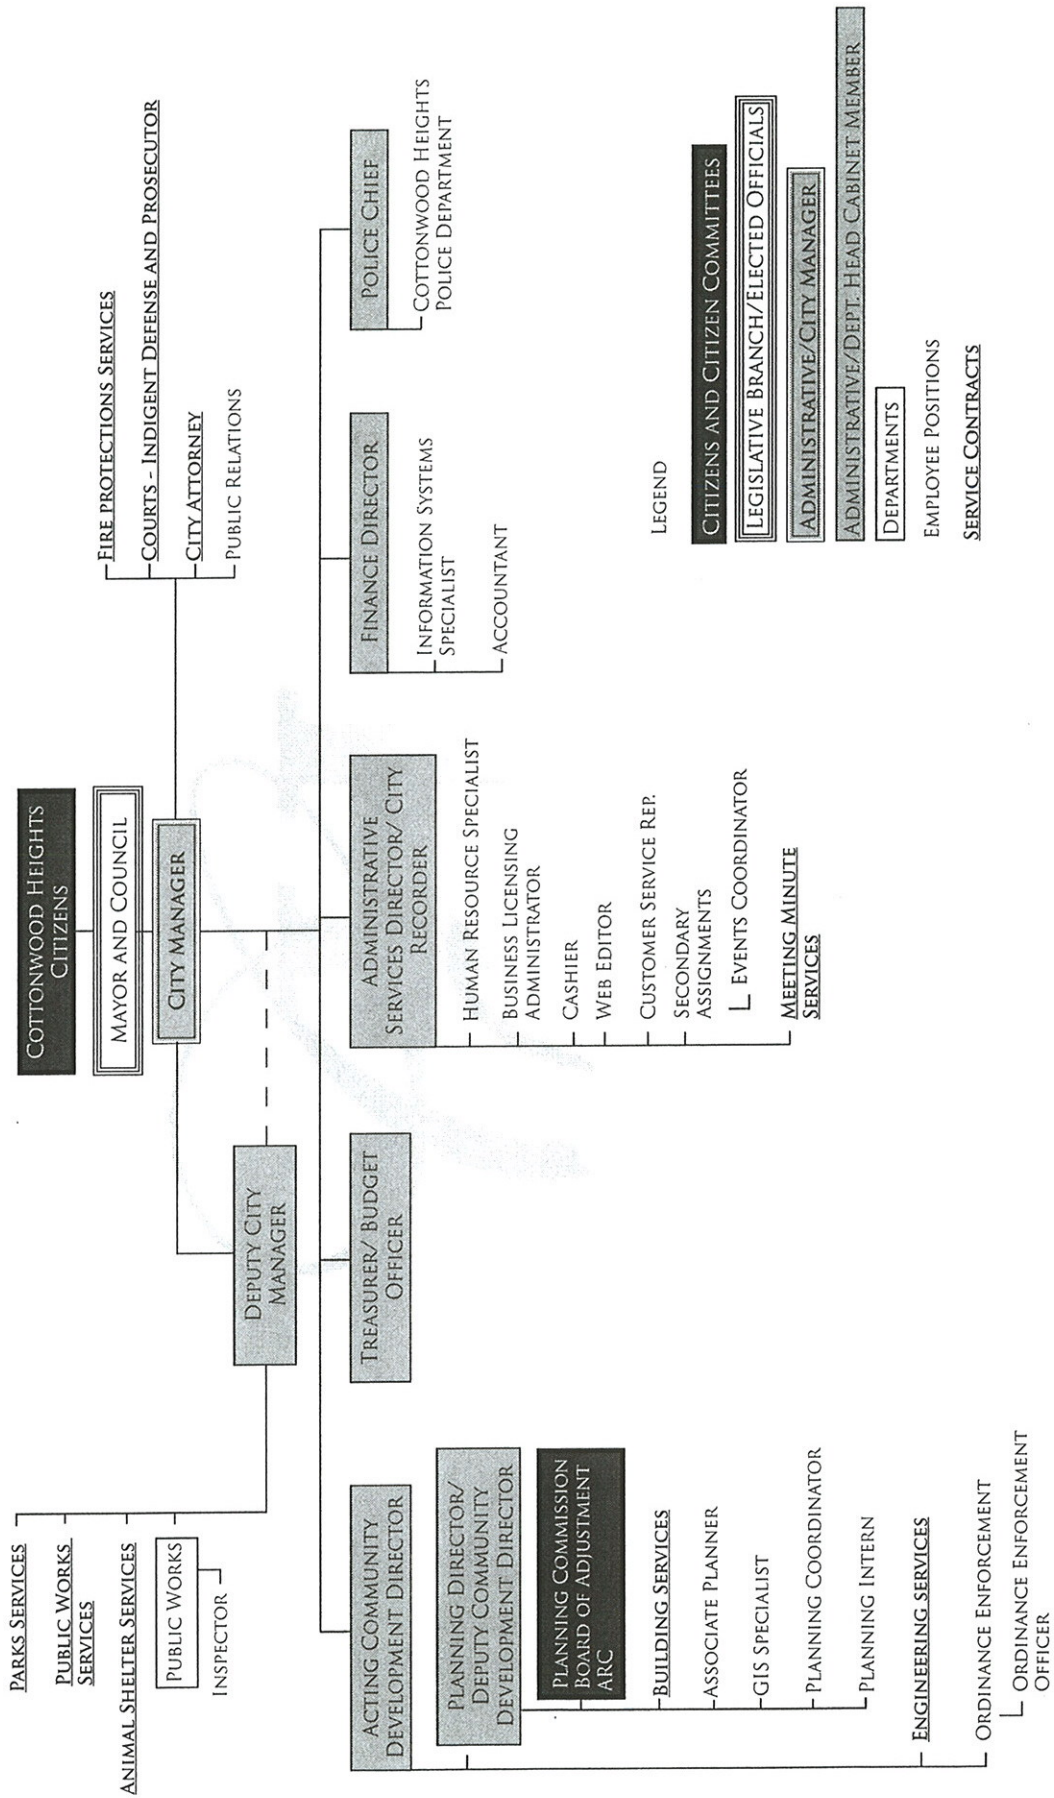 COTTONWOOD HEIGHTS
CITIZENS
MAYOR AND COUNCIL
CITY MANAGER
FIRE PROTECTIONS SERVICES
COURTS - INDIGENT DEFENSE AND PROSECUTOR
CITY ATTORNEY
PUBLIC RELATIONS
DEPUTY CITY
MANAGER
PARKS SERVICES
PUBLIC WORKS
SERVICES
ANIMAL SHELTER SERVICES
PUBLIC WORKS
INSPECTOR
ACTING COMMUNITY
DEVELOPMENT DIRECTOR
PLANNING DIRECTOR/
DEPUTY COMMUNITY
DEVELOPMENT DIRECTOR
PLANNING COMMISSION
BOARD OF ADJUSTMENT
ARC
BUILDING SERVICES
ASSOCIATE PLANNER
GIS SPECIALIST
PLANNING COORDINATOR
PLANNING INTERN
ENGINEERING SERVICES
ORDINANCE ENFORCEMENT
ORDINANCE ENFORCEMENT
OFFICER
TREASURER/ BUDGET
OFFICER
ADMINISTRATIVE
SERVICES DIRECTOR/ CITY
RECORDER
HUMAN RESOURCE SPECIALIST
BUSINESS LICENSING
ADMINISTRATOR
CASHIER
WEB EDITOR
CUSTOMER SERVICE REP.
SECONDARY
ASSIGNMENTS
EVENTS COORDINATOR
MEETING MINUTE
SERVICES
FINANCE DIRECTOR
INFORMATION SYSTEMS
SPECIALIST
ACCOUNTANT
POLICE CHIEF
COTTONWOOD HEIGHTS
POLICE DEPARTMENT
LEGEND
CITIZENS AND CITIZEN COMMITTEES
LEGISLATIVE BRANCH/ELECTED OFFICIALS
ADMINISTRATIVE/CITY MANAGER
ADMINISTRATIVE/DEPT. HEAD CABINET MEMBER
DEPARTMENTS
EMPLOYEE POSITIONS
SERVICE CONTRACTS